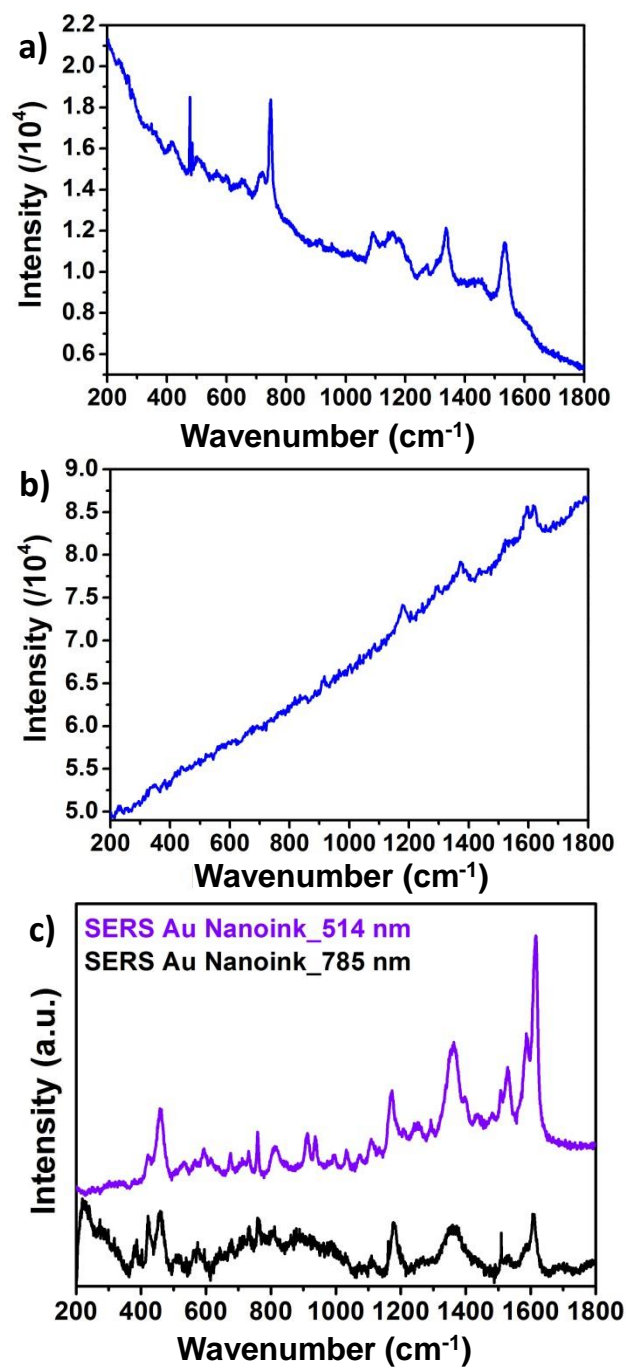 a)
2.2
2.0
1.8
1.6
1.4
1.2
1.0
0.8
0.6
Intensity (/10⁴)
200 400 600 800 1000 1200 1400 1600 1800
Wavenumber (cm⁻¹)
b)
9.0
8.5
8.0
7.5
7.0
6.5
6.0
5.5
5.0
Intensity (/10⁴)
200 400 600 800 1000 1200 1400 1600 1800
Wavenumber (cm⁻¹)
c)
SERS Au Nanoink_514 nm
SERS Au Nanoink_785 nm
Intensity (a.u.)
200 400 600 800 1000 1200 1400 1600 1800
Wavenumber (cm⁻¹)